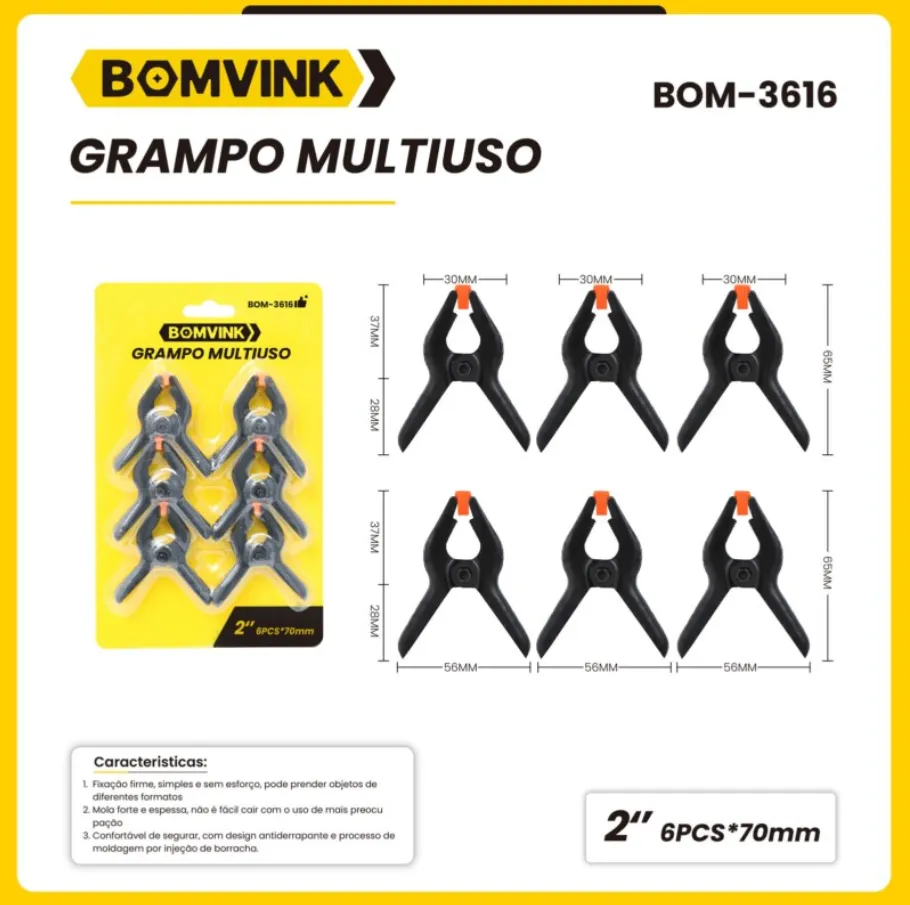 BOMVINK
BOM-3616
GRAMPO MULTIUSO
BOM-3616
BOMVINK
GRAMPO MULTIUSO
2″ 6PCS*70mm
30MM 30MM 30MM
37MM
28MM
65MM
37MM
28MM
65MM
56MM 56MM 56MM
Caracteristicas:
1. Fixação firme, simples e sem esforço, pode prender objetos de
diferentes formatos
2. Mola forte e espessa, não é fácil cair com o uso de mais preocu
pação
3. Confortável de segurar, com design antiderrapante e processo de
moldagem por injeção de borracha.
2″ 6PCS*70mm